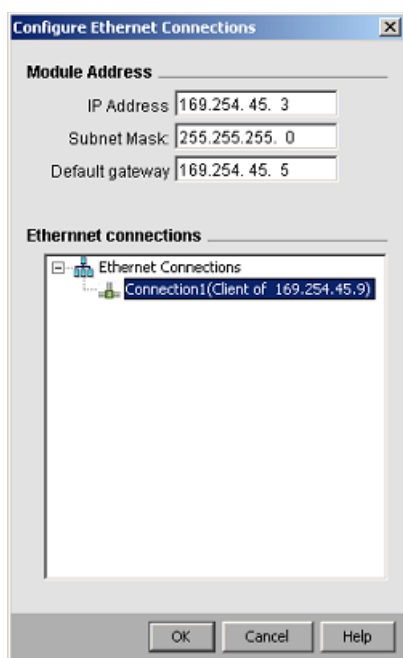 Configure Ethernet Connections
Module Address
IP Address 169.254. 45. 3
Subnet Mask: 255.255.255. 0
Default gateway 169.254. 45. 5
Ethernnet connections
Ethernet Connections
Connection1(Client of 169.254.45.9)
OK Cancel Help